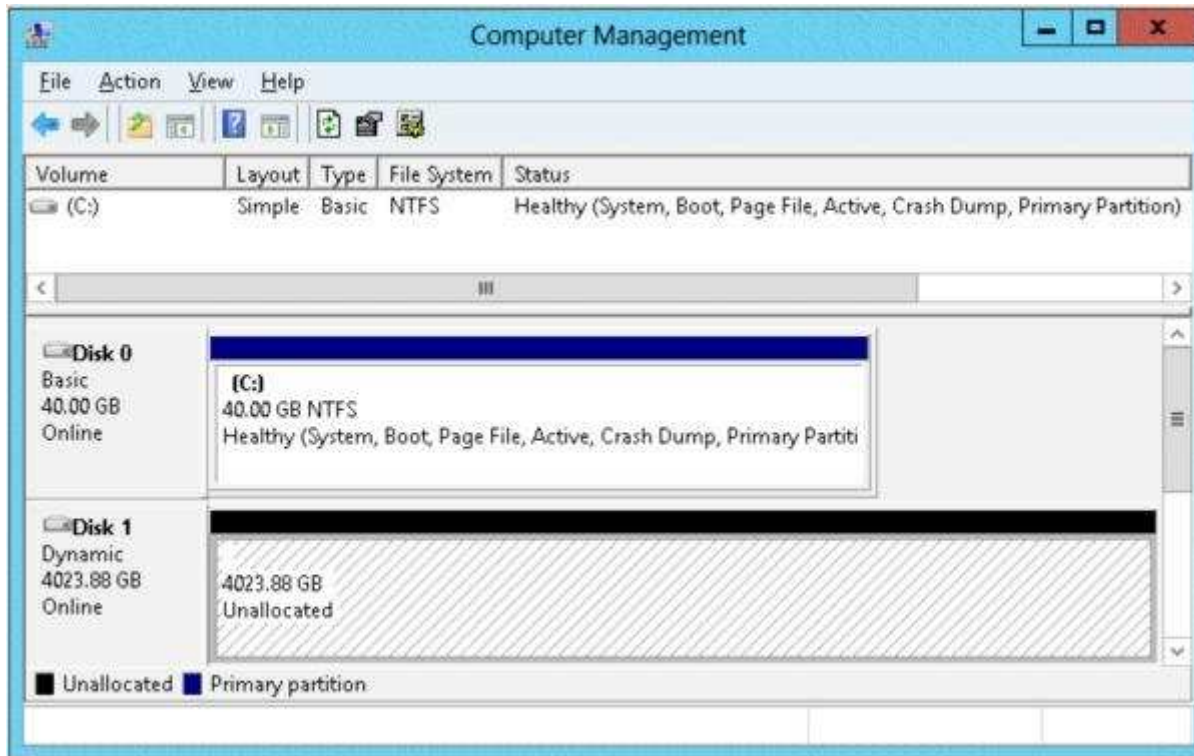 Computer Management
File Action View Help
Volume Layout Type File System Status
(C:) Simple Basic NTFS Healthy (System, Boot, Page File, Active, Crash Dump, Primary Partition)
Disk 0
Basic
40.00 GB
Online
(C:)
40.00 GB NTFS
Healthy (System, Boot, Page File, Active, Crash Dump, Primary Partiti
Disk 1
Dynamic
4023.88 GB
Online
4023.88 GB
Unallocated
Unallocated Primary partition